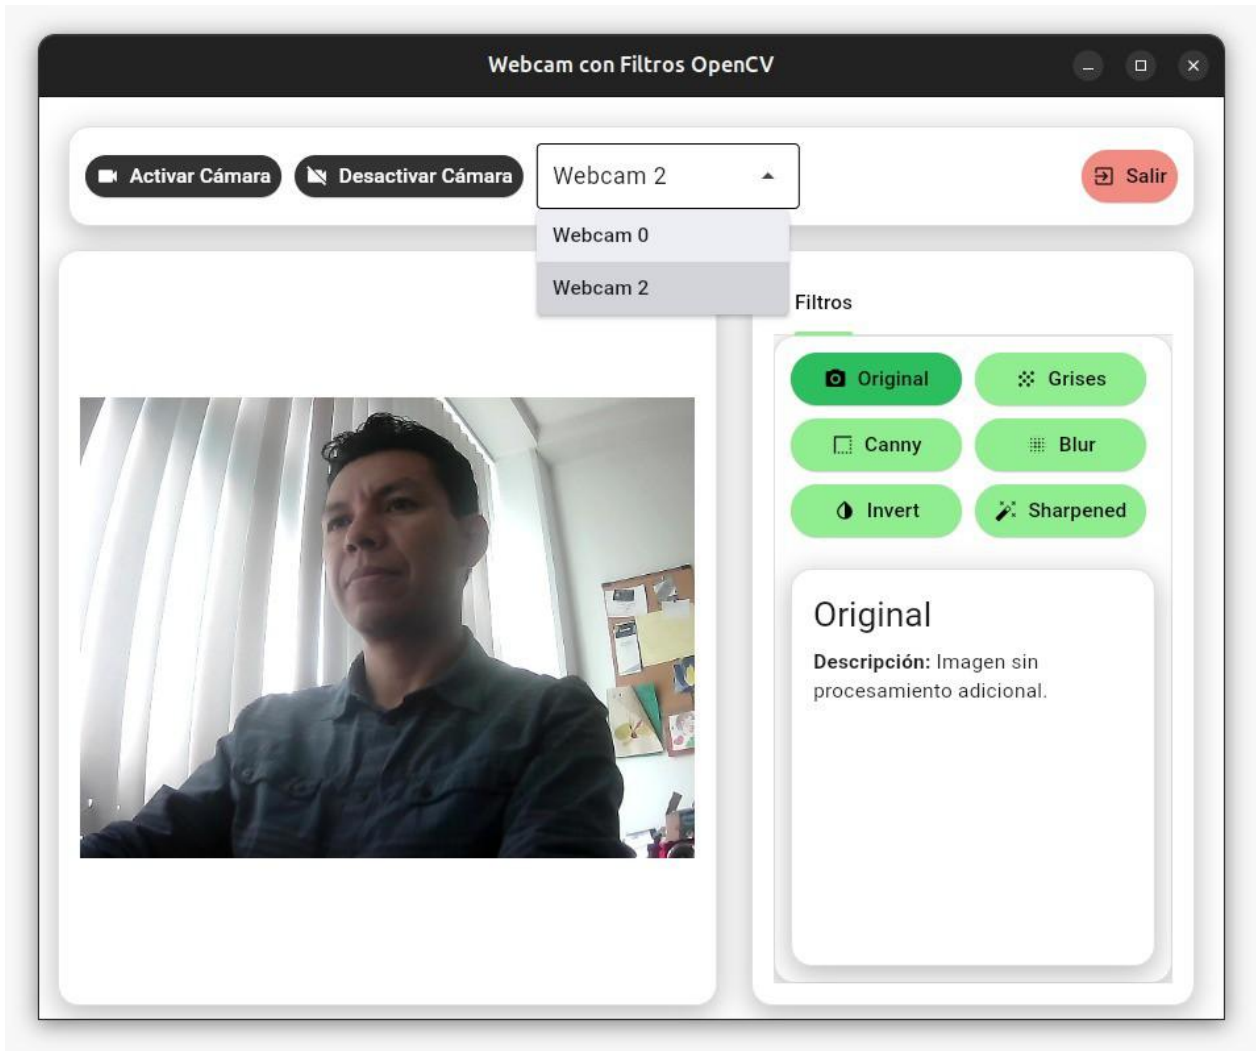 Webcam con Filtros OpenCV
Activar Cámara
Desactivar Cámara
Webcam 2
Salir
Webcam 0
Webcam 2
Filtros
Original
Grises
Canny
Blur
Invert
Sharpened
Original
Descripción: Imagen sin
procesamiento adicional.